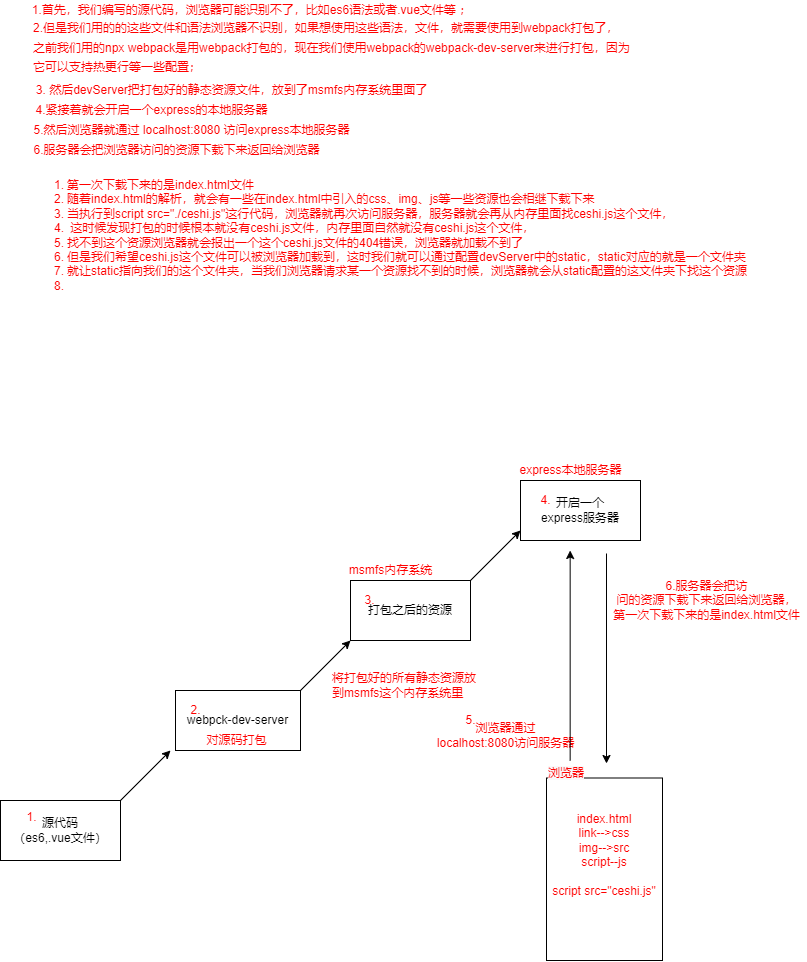 1.首先，我们编写的源代码，浏览器可能识别不了，比如es6语法或者.vue文件等；
2.但是我们用的的这些文件和语法浏览器不识别，如果想使用这些语法，文件，就需要使用到webpack打包了，
之前我们用的npx webpack是用webpack打包的，现在我们使用webpack的webpack-dev-server来进行打包，因为
它可以支持热更行等一些配置；
3. 然后devServer把打包好的静态资源文件，放到了msmfs内存系统里面了
4.紧接着就会开启一个express的本地服务器
5.然后浏览器就通过 localhost:8080 访问express本地服务器
6.服务器会把浏览器访问的资源下载下来返回给浏览器
1. 第一次下载下来的是index.html文件
2. 随着index.html的解析，就会有一些在index.html中引入的css、img、js等一些资源也会相继下载下来
3. 当执行到script src="./ceshi.js"这行代码，浏览器就再次访问服务器，服务器就会再从内存里面找ceshi.js这个文件，
4. 这时候发现打包的时候根本就没有ceshi.js文件，内存里面自然就没有ceshi.js这个文件，
5. 找不到这个资源浏览器就会报出一个这个ceshi.js文件的404错误，浏览器就加载不到了
6. 但是我们希望ceshi.js这个文件可以被浏览器加载到，这时我们就可以通过配置devServer中的static，static对应的就是一个文件夹
7. 就让static指向我们的这个文件夹，当我们浏览器请求某一个资源找不到的时候，浏览器就会从static配置的这文件夹下找这个资源
8.
express本地服务器
4. 开启一个
express服务器
msmfs内存系统
3.
打包之后的资源
6.服务器会把访
问的资源下载下来返回给浏览器，
第一次下载下来的是index.html文件
将打包好的所有静态资源放
到msmfs这个内存系统里
2.
webpck-dev-server
对源码打包
5.浏览器通过
localhost:8080访问服务器
浏览器
1. 源代码
（es6,.vue文件）
index.html
link-->css
img-->src
script--js
script src="ceshi.js"